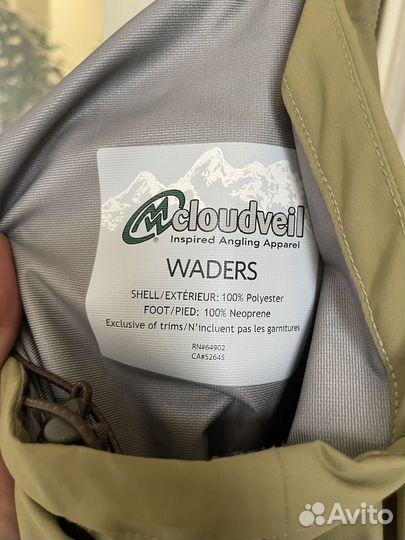 cloudveil
®
Inspired Angling Apparel
WADERS
SHELL/EXTÉRIEUR: 100% Polyester
FOOT/PIED: 100% Neoprene
Exclusive of trims/N'incluent pas les garnitures
RN#64902
CA#52645
Avito